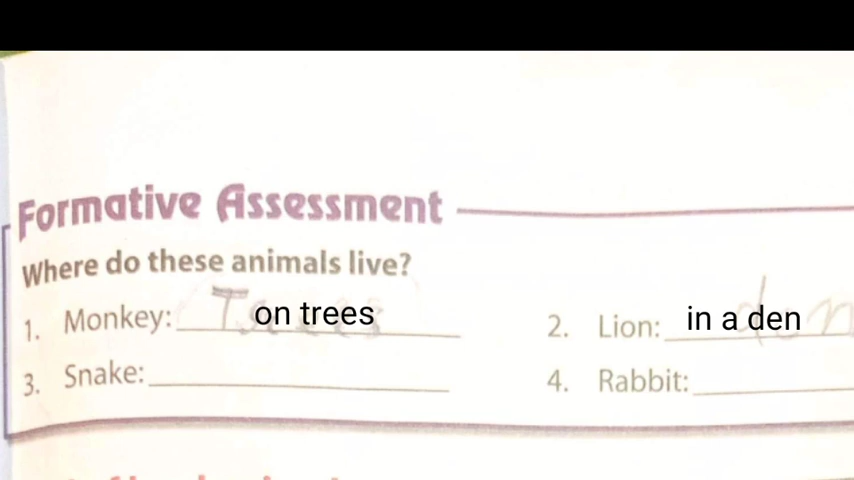 Formative Assessment
Where do these animals live?
1. Monkey: on trees
2. Lion: in a den
3. Snake:
4. Rabbit: